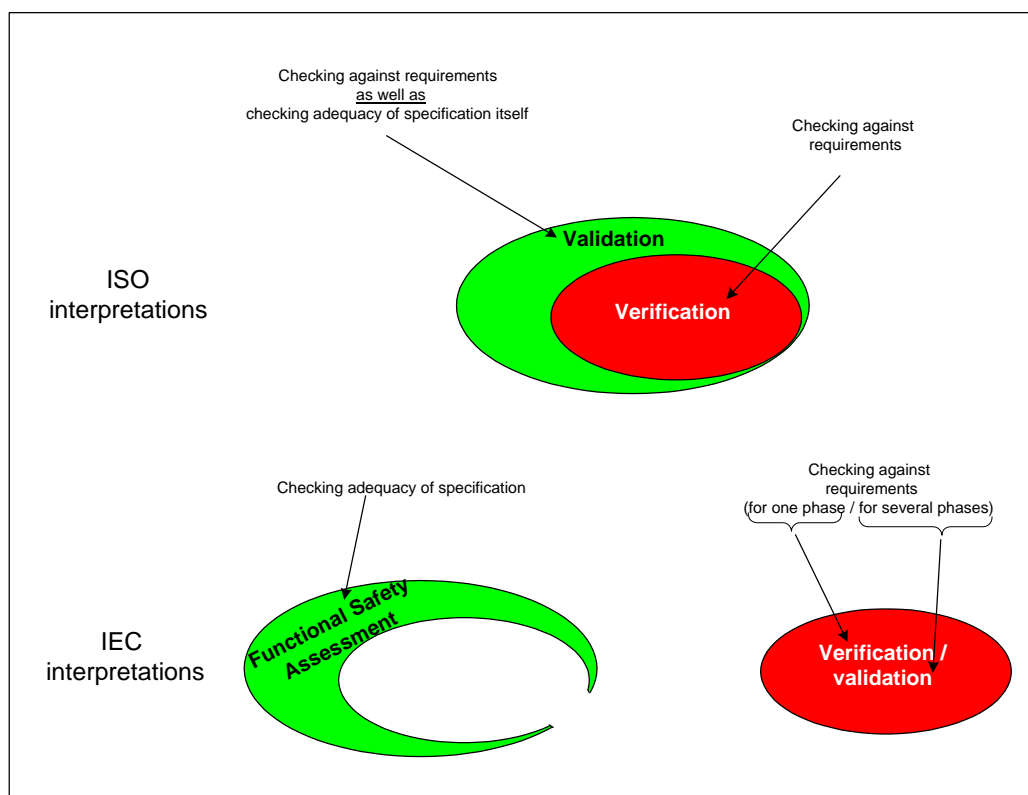 Checking against requirements
as well as
checking adequacy of specification itself
Checking against
requirements
Validation
Verification
ISO
interpretations
Checking adequacy of specification
Checking against
requirements
(for one phase / for several phases)
Functional Safety
Assessment
Verification /
validation
IEC
interpretations